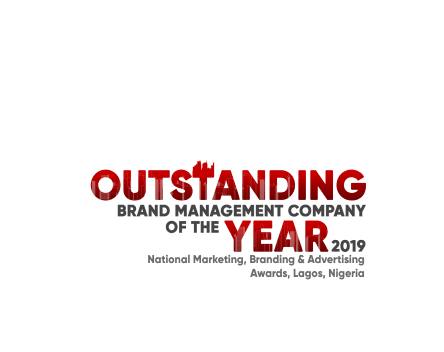 OUTSTANDING
BRAND MANAGEMENT COMPANY
OF THE YEAR 2019
National Marketing, Branding & Advertising
Awards, Lagos, Nigeria